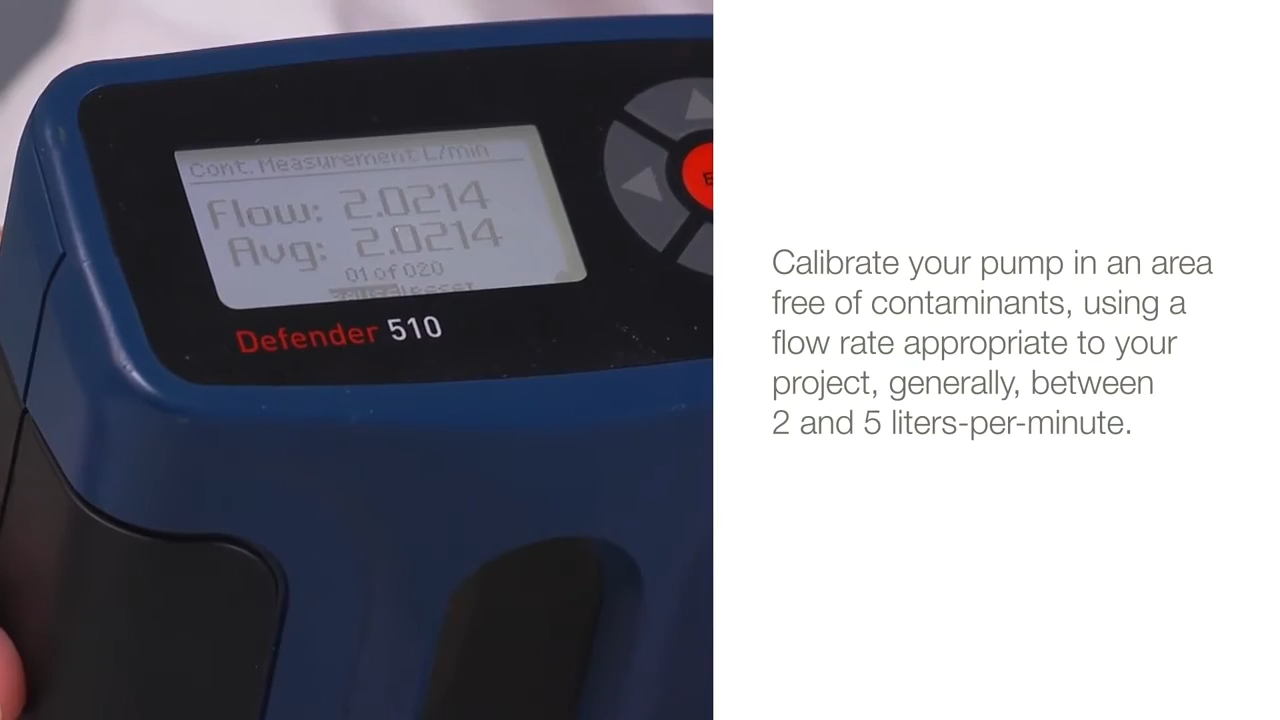 Cont. Measurement L/min
Flow: 2.0214
Avg: 2.0214
01 of 020
Defender 510
Calibrate your pump in an area
free of contaminants, using a
flow rate appropriate to your
project, generally, between
2 and 5 liters-per-minute.